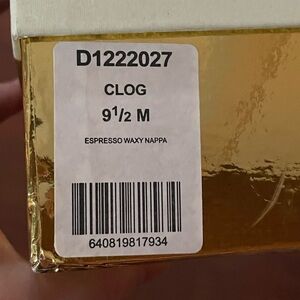 D1222027
CLOG
9 1/2 M
ESPRESSO WAXY NAPPA
640819817934